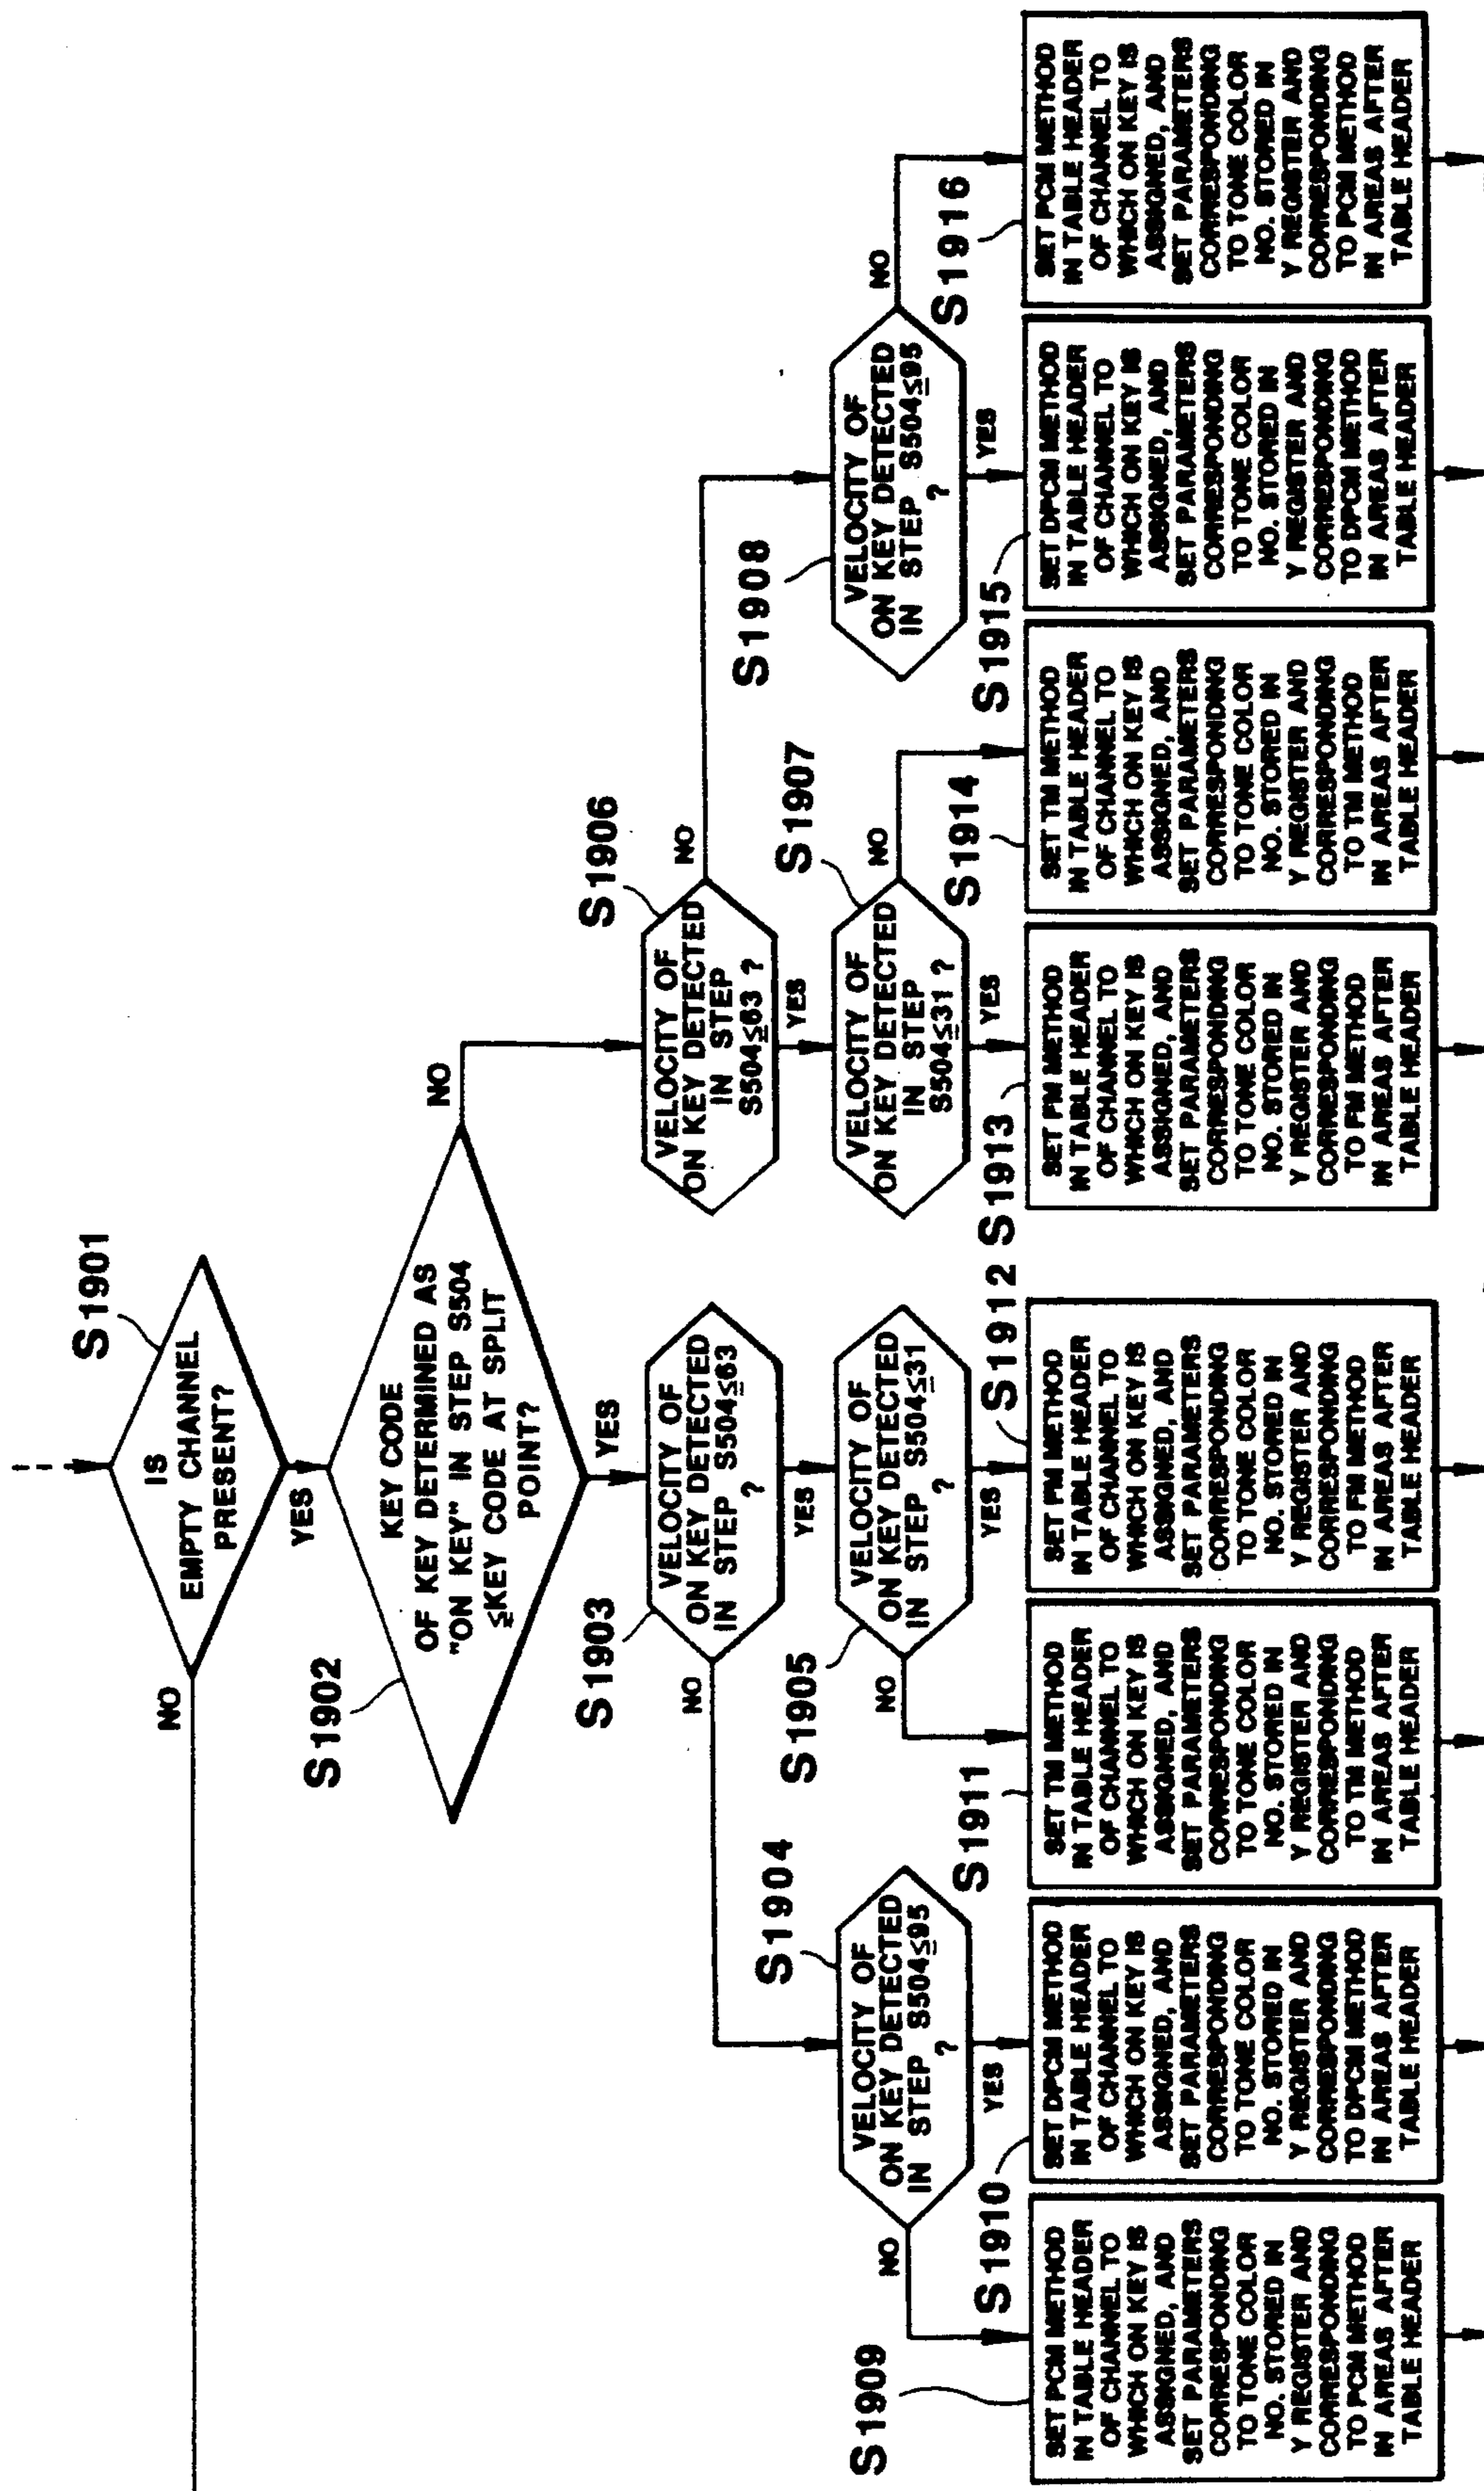 S1901
IS
EMPTY CHANNEL
PRESENT?
NO
YES
S1902
KEY CODE
OF KEY DETERMINED AS
"ON KEY" IN STEP S504
≦KEY CODE AT SPLIT
POINT?
NO
YES
S1903
VELOCITY OF
ON KEY DETECTED
IN STEP S504≦63
?
NO
YES
S1906
VELOCITY OF
ON KEY DETECTED
IN STEP
S504≦63 ?
NO
YES
S1904
VELOCITY OF
ON KEY DETECTED
IN STEP S504≦95
?
NO
YES
S1905
VELOCITY OF
ON KEY DETECTED
IN STEP S504≦31
?
NO
YES
S1907
VELOCITY OF
ON KEY DETECTED
IN STEP
S504≦31 ?
NO
YES
S1908
VELOCITY OF
ON KEY DETECTED
IN STEP S504≦95
?
NO
YES
S1909
SET PCM METHOD
IN TABLE HEADER
OF CHANNEL TO
WHICH ON KEY IS
ASSIGNED, AND
SET PARAMETERS
CORRESPONDING
TO TONE COLOR
NO. STORED IN
Y REGISTER AND
CORRESPONDING
TO PCM METHOD
IN AREAS AFTER
TABLE HEADER
S1910
SET DPCM METHOD
IN TABLE HEADER
OF CHANNEL TO
WHICH ON KEY IS
ASSIGNED, AND
SET PARAMETERS
CORRESPONDING
TO TONE COLOR
NO. STORED IN
Y REGISTER AND
CORRESPONDING
TO DPCM METHOD
IN AREAS AFTER
TABLE HEADER
S1911
SET TM METHOD
IN TABLE HEADER
OF CHANNEL TO
WHICH ON KEY IS
ASSIGNED, AND
SET PARAMETERS
CORRESPONDING
TO TONE COLOR
NO. STORED IN
Y REGISTER AND
CORRESPONDING
TO TM METHOD
IN AREAS AFTER
TABLE HEADER
S1912
SET FM METHOD
IN TABLE HEADER
OF CHANNEL TO
WHICH ON KEY IS
ASSIGNED, AND
SET PARAMETERS
CORRESPONDING
TO TONE COLOR
NO. STORED IN
Y REGISTER AND
CORRESPONDING
TO FM METHOD
IN AREAS AFTER
TABLE HEADER
S1913
SET FM METHOD
IN TABLE HEADER
OF CHANNEL TO
WHICH ON KEY IS
ASSIGNED, AND
SET PARAMETERS
CORRESPONDING
TO TONE COLOR
NO. STORED IN
Y REGISTER AND
CORRESPONDING
TO FM METHOD
IN AREAS AFTER
TABLE HEADER
S1914
SET TM METHOD
IN TABLE HEADER
OF CHANNEL TO
WHICH ON KEY IS
ASSIGNED, AND
SET PARAMETERS
CORRESPONDING
TO TONE COLOR
NO. STORED IN
Y REGISTER AND
CORRESPONDING
TO TM METHOD
IN AREAS AFTER
TABLE HEADER
S1915
SET DPCM METHOD
IN TABLE HEADER
OF CHANNEL TO
WHICH ON KEY IS
ASSIGNED, AND
SET PARAMETERS
CORRESPONDING
TO TONE COLOR
NO. STORED IN
Y REGISTER AND
CORRESPONDING
TO DPCM METHOD
IN AREAS AFTER
TABLE HEADER
S1916
SET PCM METHOD
IN TABLE HEADER
OF CHANNEL TO
WHICH ON KEY IS
ASSIGNED, AND
SET PARAMETERS
CORRESPONDING
TO TONE COLOR
NO. STORED IN
Y REGISTER AND
CORRESPONDING
TO PCM METHOD
IN AREAS AFTER
TABLE HEADER